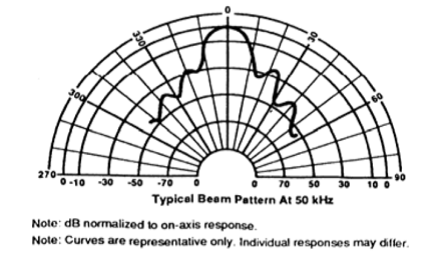 0
330
30
300
60
270
90
0 -10 -30 -50 -70 0 0 70 50 30 10 0
Typical Beam Pattern At 50 kHz
Note: dB normalized to on-axis response.
Note: Curves are representative only. Individual responses may differ.